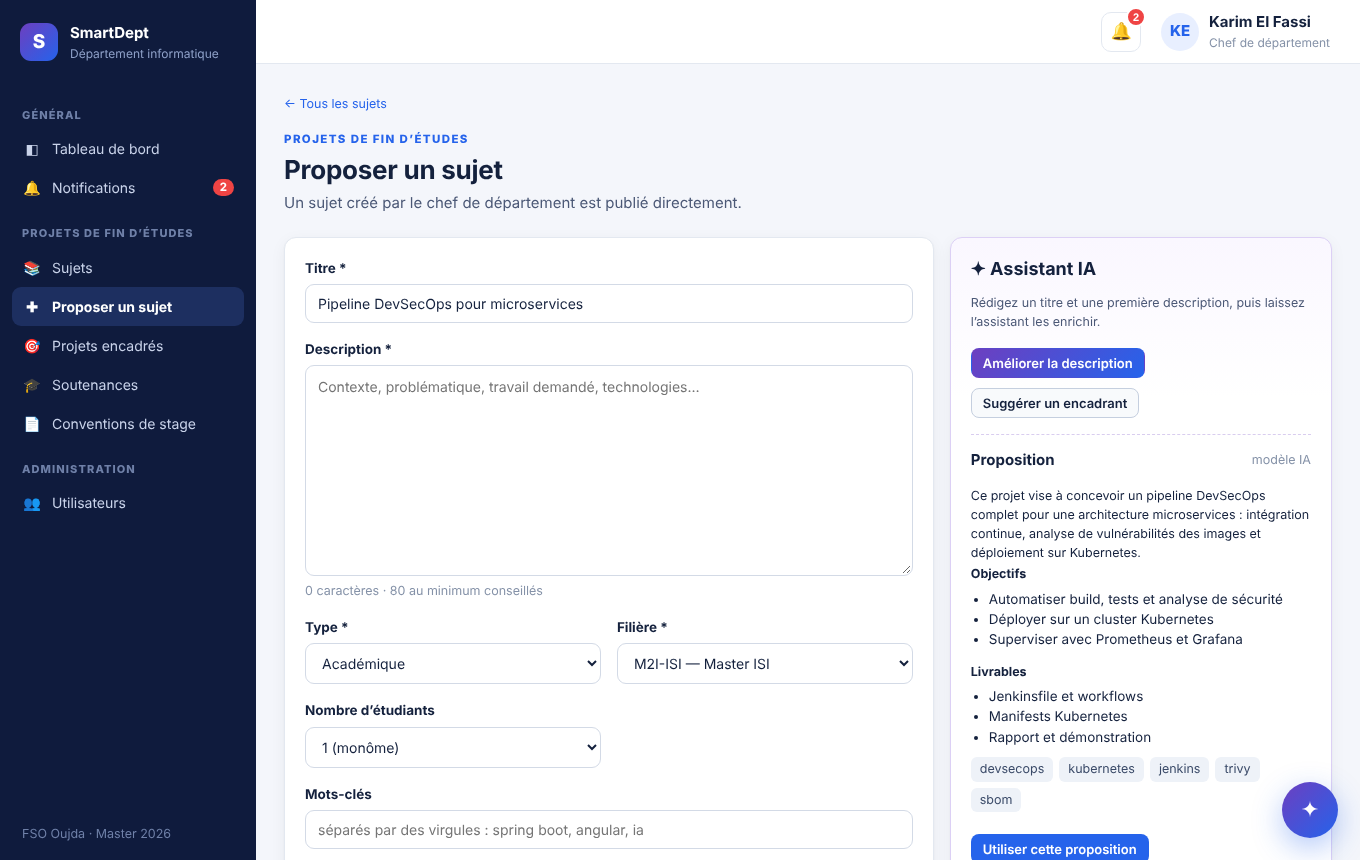 S
SmartDept
Département informatique
GÉNÉRAL
Tableau de bord
Notifications
2
PROJETS DE FIN D’ÉTUDES
Sujets
Proposer un sujet
Projets encadrés
Soutenances
Conventions de stage
ADMINISTRATION
Utilisateurs
FSO Oujda · Master 2026
2
KE
Karim El Fassi
Chef de département
← Tous les sujets
PROJETS DE FIN D’ÉTUDES
Proposer un sujet
Un sujet créé par le chef de département est publié directement.
Titre *
Pipeline DevSecOps pour microservices
Description *
Contexte, problématique, travail demandé, technologies…
0 caractères · 80 au minimum conseillés
Type *
Académique
Filière *
M2I-ISI — Master ISI
Nombre d’étudiants
1 (monôme)
Mots-clés
séparés par des virgules : spring boot, angular, ia
✦ Assistant IA
Rédigez un titre et une première description, puis laissez
l’assistant les enrichir.
Améliorer la description
Suggérer un encadrant
Proposition
modèle IA
Ce projet vise à concevoir un pipeline DevSecOps
complet pour une architecture microservices : intégration
continue, analyse de vulnérabilités des images et
déploiement sur Kubernetes.
Objectifs
• Automatiser build, tests et analyse de sécurité
• Déployer sur un cluster Kubernetes
• Superviser avec Prometheus et Grafana
Livrables
• Jenkinsfile et workflows
• Manifests Kubernetes
• Rapport et démonstration
devsecops kubernetes jenkins trivy
sbom
Utiliser cette proposition